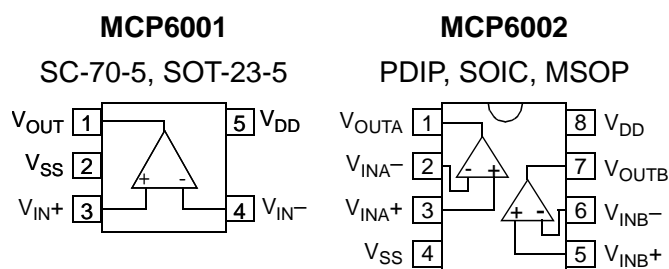 MCP6001
SC-70-5, SOT-23-5
VOUT 1
5 VDD
VSS 2
+ -
VIN+ 3
4 VIN–
MCP6002
PDIP, SOIC, MSOP
VOUTA 1
8 VDD
VINA– 2
- +
7 VOUTB
VINA+ 3
+ -
6 VINB–
VSS 4
5 VINB+